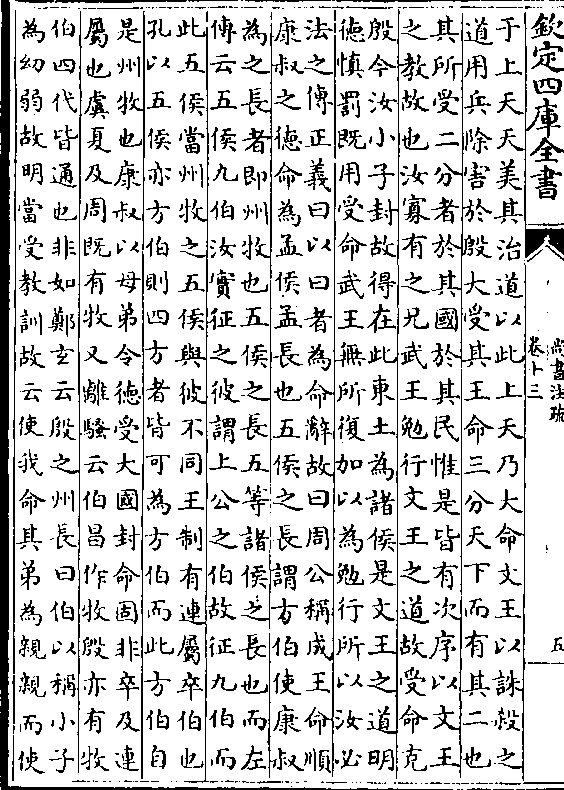 欽定四庫全書
尚書注疏
卷十三
五
于上天天美其治道以此上天乃大命文王以誅殺之
道用兵除害於殷大受其王命三分天下而有其二也
其所受二分者於其國於其民惟是皆有次序以文王
之教故也汝寡有之兄武王勉行文王之道故受命克
殷今汝小子封故得在此東土為諸侯是文王之道明
德慎罰既用受命武王無所復加以為勉行所以汝必
法之傳正義曰以曰者為命辭故曰周公稱成王命順
康叔之德命為孟侯孟長也五侯之長謂方伯使康叔
為之長者即州牧也五侯之長五等諸侯之長也而左
傳云五侯九伯汝實征之彼謂上公之伯故征九伯而
此五侯當州牧之五侯與彼不同王制有連屬卒伯也
孔以五侯亦方伯則四方者皆可為方伯而此方伯自
是州牧也康叔以母弟令德受大國封命固非卒及連
屬也虞夏及周既有牧又離騷云伯昌作牧殷亦有牧
伯四代皆通也非如鄭玄云殷之州長曰伯以稱小子
為幼弱故明當受教訓故云使我命其弟為親親而使